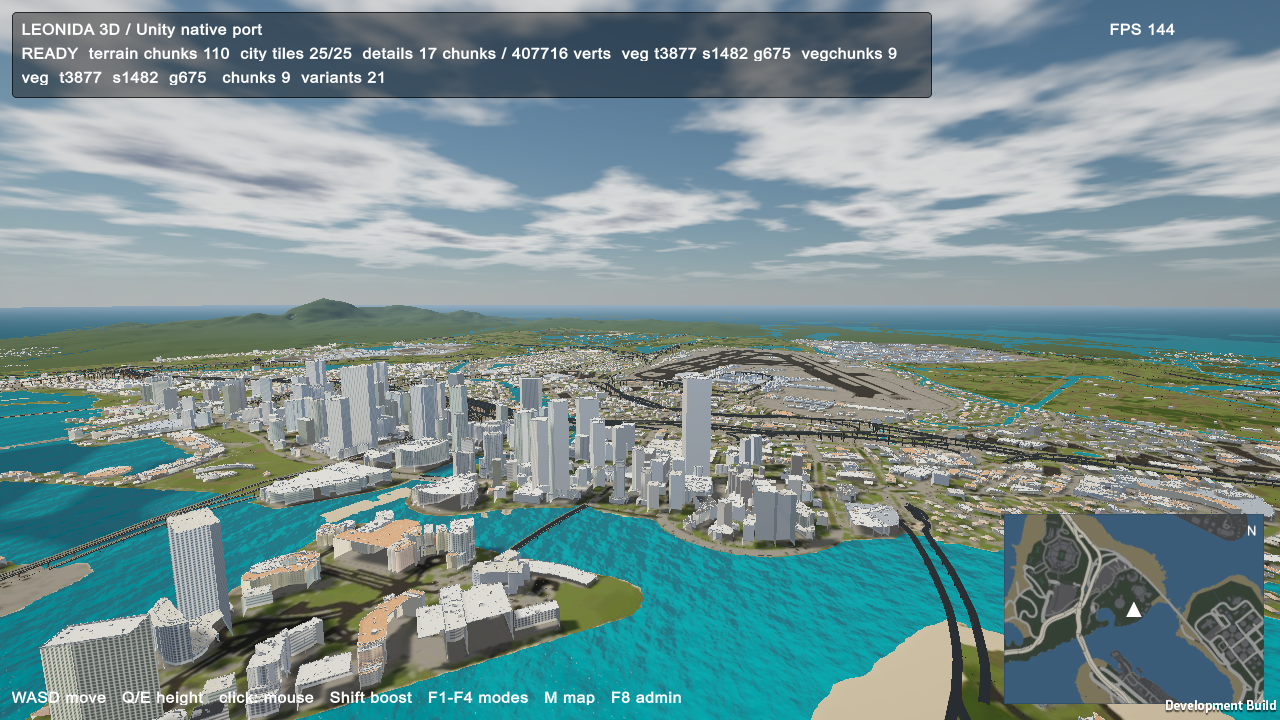 LEONIDA 3D / Unity native port
FPS 144
READY terrain chunks 110 city tiles 25/25 details 17 chunks / 407716 verts veg t3877 s1482 g675 vegchunks 9
veg t3877 s1482 g675 chunks 9 variants 21
N
WASD move Q/E height click: mouse Shift boost F1-F4 modes M map F8 admin
Development Build